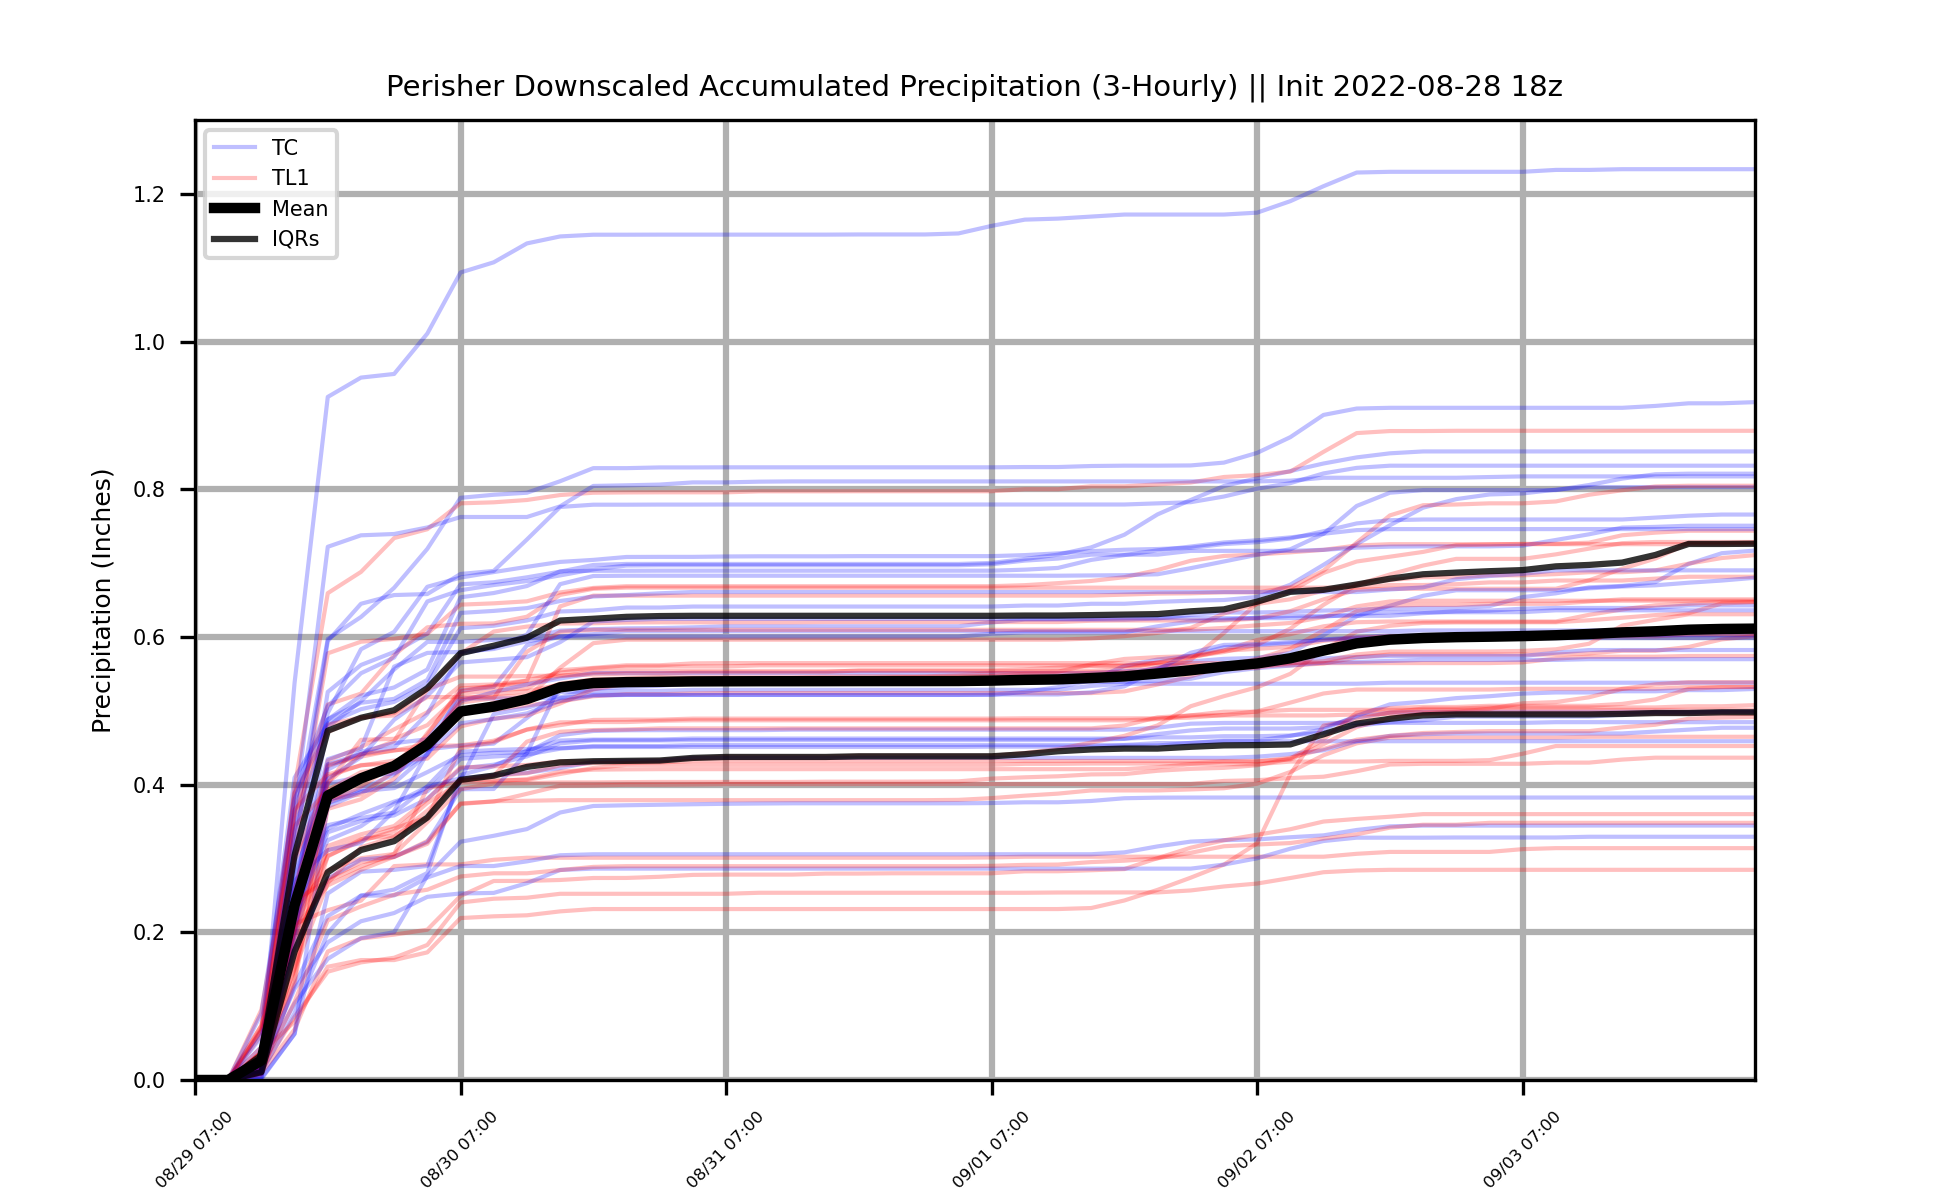 Perisher Downscaled Accumulated Precipitation (3-Hourly) || Init 2022-08-28 18z
TC
TL1
Mean
IQRs
Precipitation (Inches)
1.2
1.0
0.8
0.6
0.4
0.2
0.0
08/29 07:00
08/30 07:00
08/31 07:00
09/01 07:00
09/02 07:00
09/03 07:00